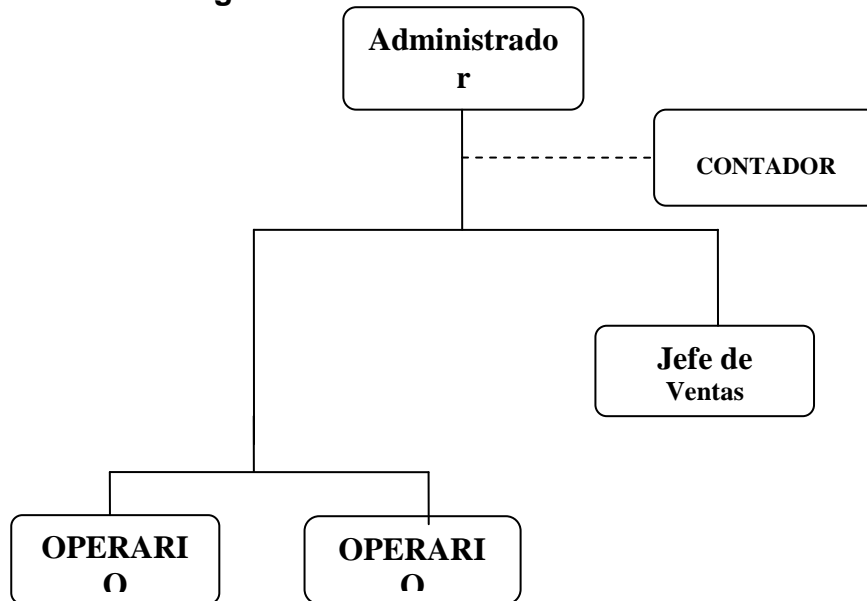 Administrado
r
CONTADOR
Jefe de
Ventas
OPERARI
O
OPERARI
O